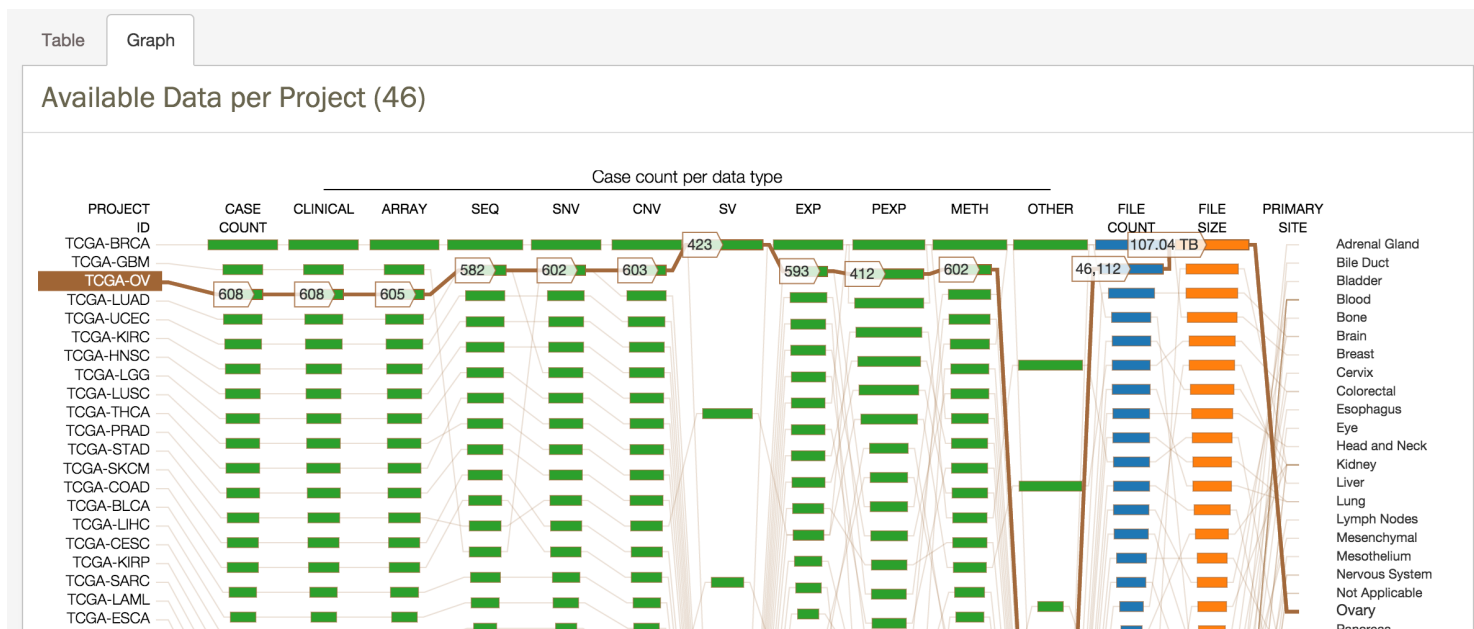 Table Graph
Available Data per Project (46)
Case count per data type
PROJECT ID CASE COUNT CLINICAL ARRAY SEQ SNV CNV SV EXP PEXP METH OTHER FILE COUNT FILE SIZE PRIMARY SITE
TCGA-BRCA 423 107.04 TB Adrenal Gland
TCGA-GBM 582 602 603 593 412 602 46,112 Bile Duct
TCGA-OV 608 608 605 Bladder
TCGA-LUAD Blood
TCGA-UCEC Bone
TCGA-KIRC Brain
TCGA-HNSC Breast
TCGA-LGG Cervix
TCGA-LUSC Colorectal
TCGA-THCA Esophagus
TCGA-PRAD Eye
TCGA-STAD Head and Neck
TCGA-SKCM Kidney
TCGA-COAD Liver
TCGA-BLCA Lung
TCGA-LIHC Lymph Nodes
TCGA-CESC Mesenchymal
TCGA-KIRP Mesothelium
TCGA-SARC Nervous System
TCGA-LAML Not Applicable
TCGA-ESCA Ovary